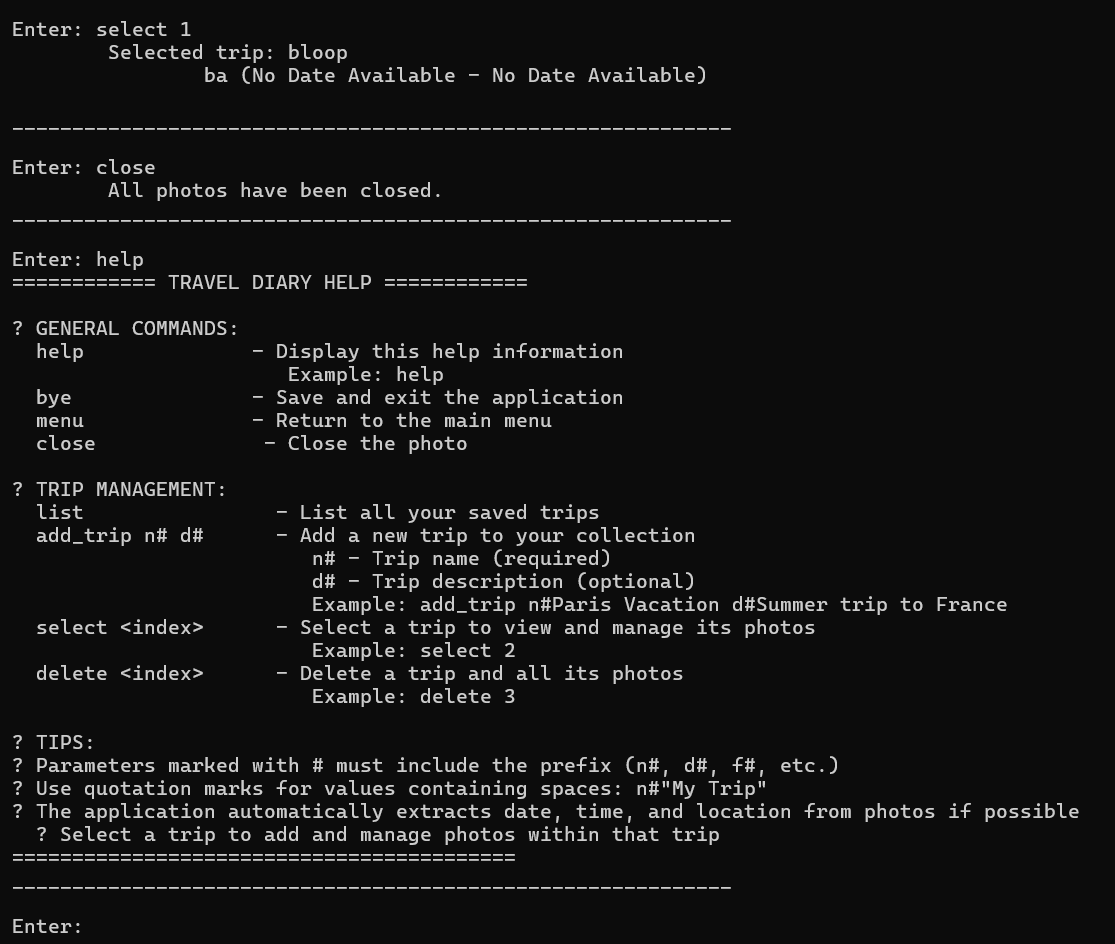 Enter: select 1
        Selected trip: bloop
                ba (No Date Available - No Date Available)
____________________________________________________________
Enter: close
        All photos have been closed.
____________________________________________________________
Enter: help
============ TRAVEL DIARY HELP ============
? GENERAL COMMANDS:
  help              - Display this help information
                       Example: help
  bye               - Save and exit the application
  menu              - Return to the main menu
  close              - Close the photo
? TRIP MANAGEMENT:
  list                - List all your saved trips
  add_trip n# d#      - Add a new trip to your collection
                         n# - Trip name (required)
                         d# - Trip description (optional)
                         Example: add_trip n#Paris Vacation d#Summer trip to France
  select <index>      - Select a trip to view and manage its photos
                         Example: select 2
  delete <index>      - Delete a trip and all its photos
                         Example: delete 3
? TIPS:
? Parameters marked with # must include the prefix (n#, d#, f#, etc.)
? Use quotation marks for values containing spaces: n#"My Trip"
? The application automatically extracts date, time, and location from photos if possible
  ? Select a trip to add and manage photos within that trip
==========================================
____________________________________________________________
Enter: